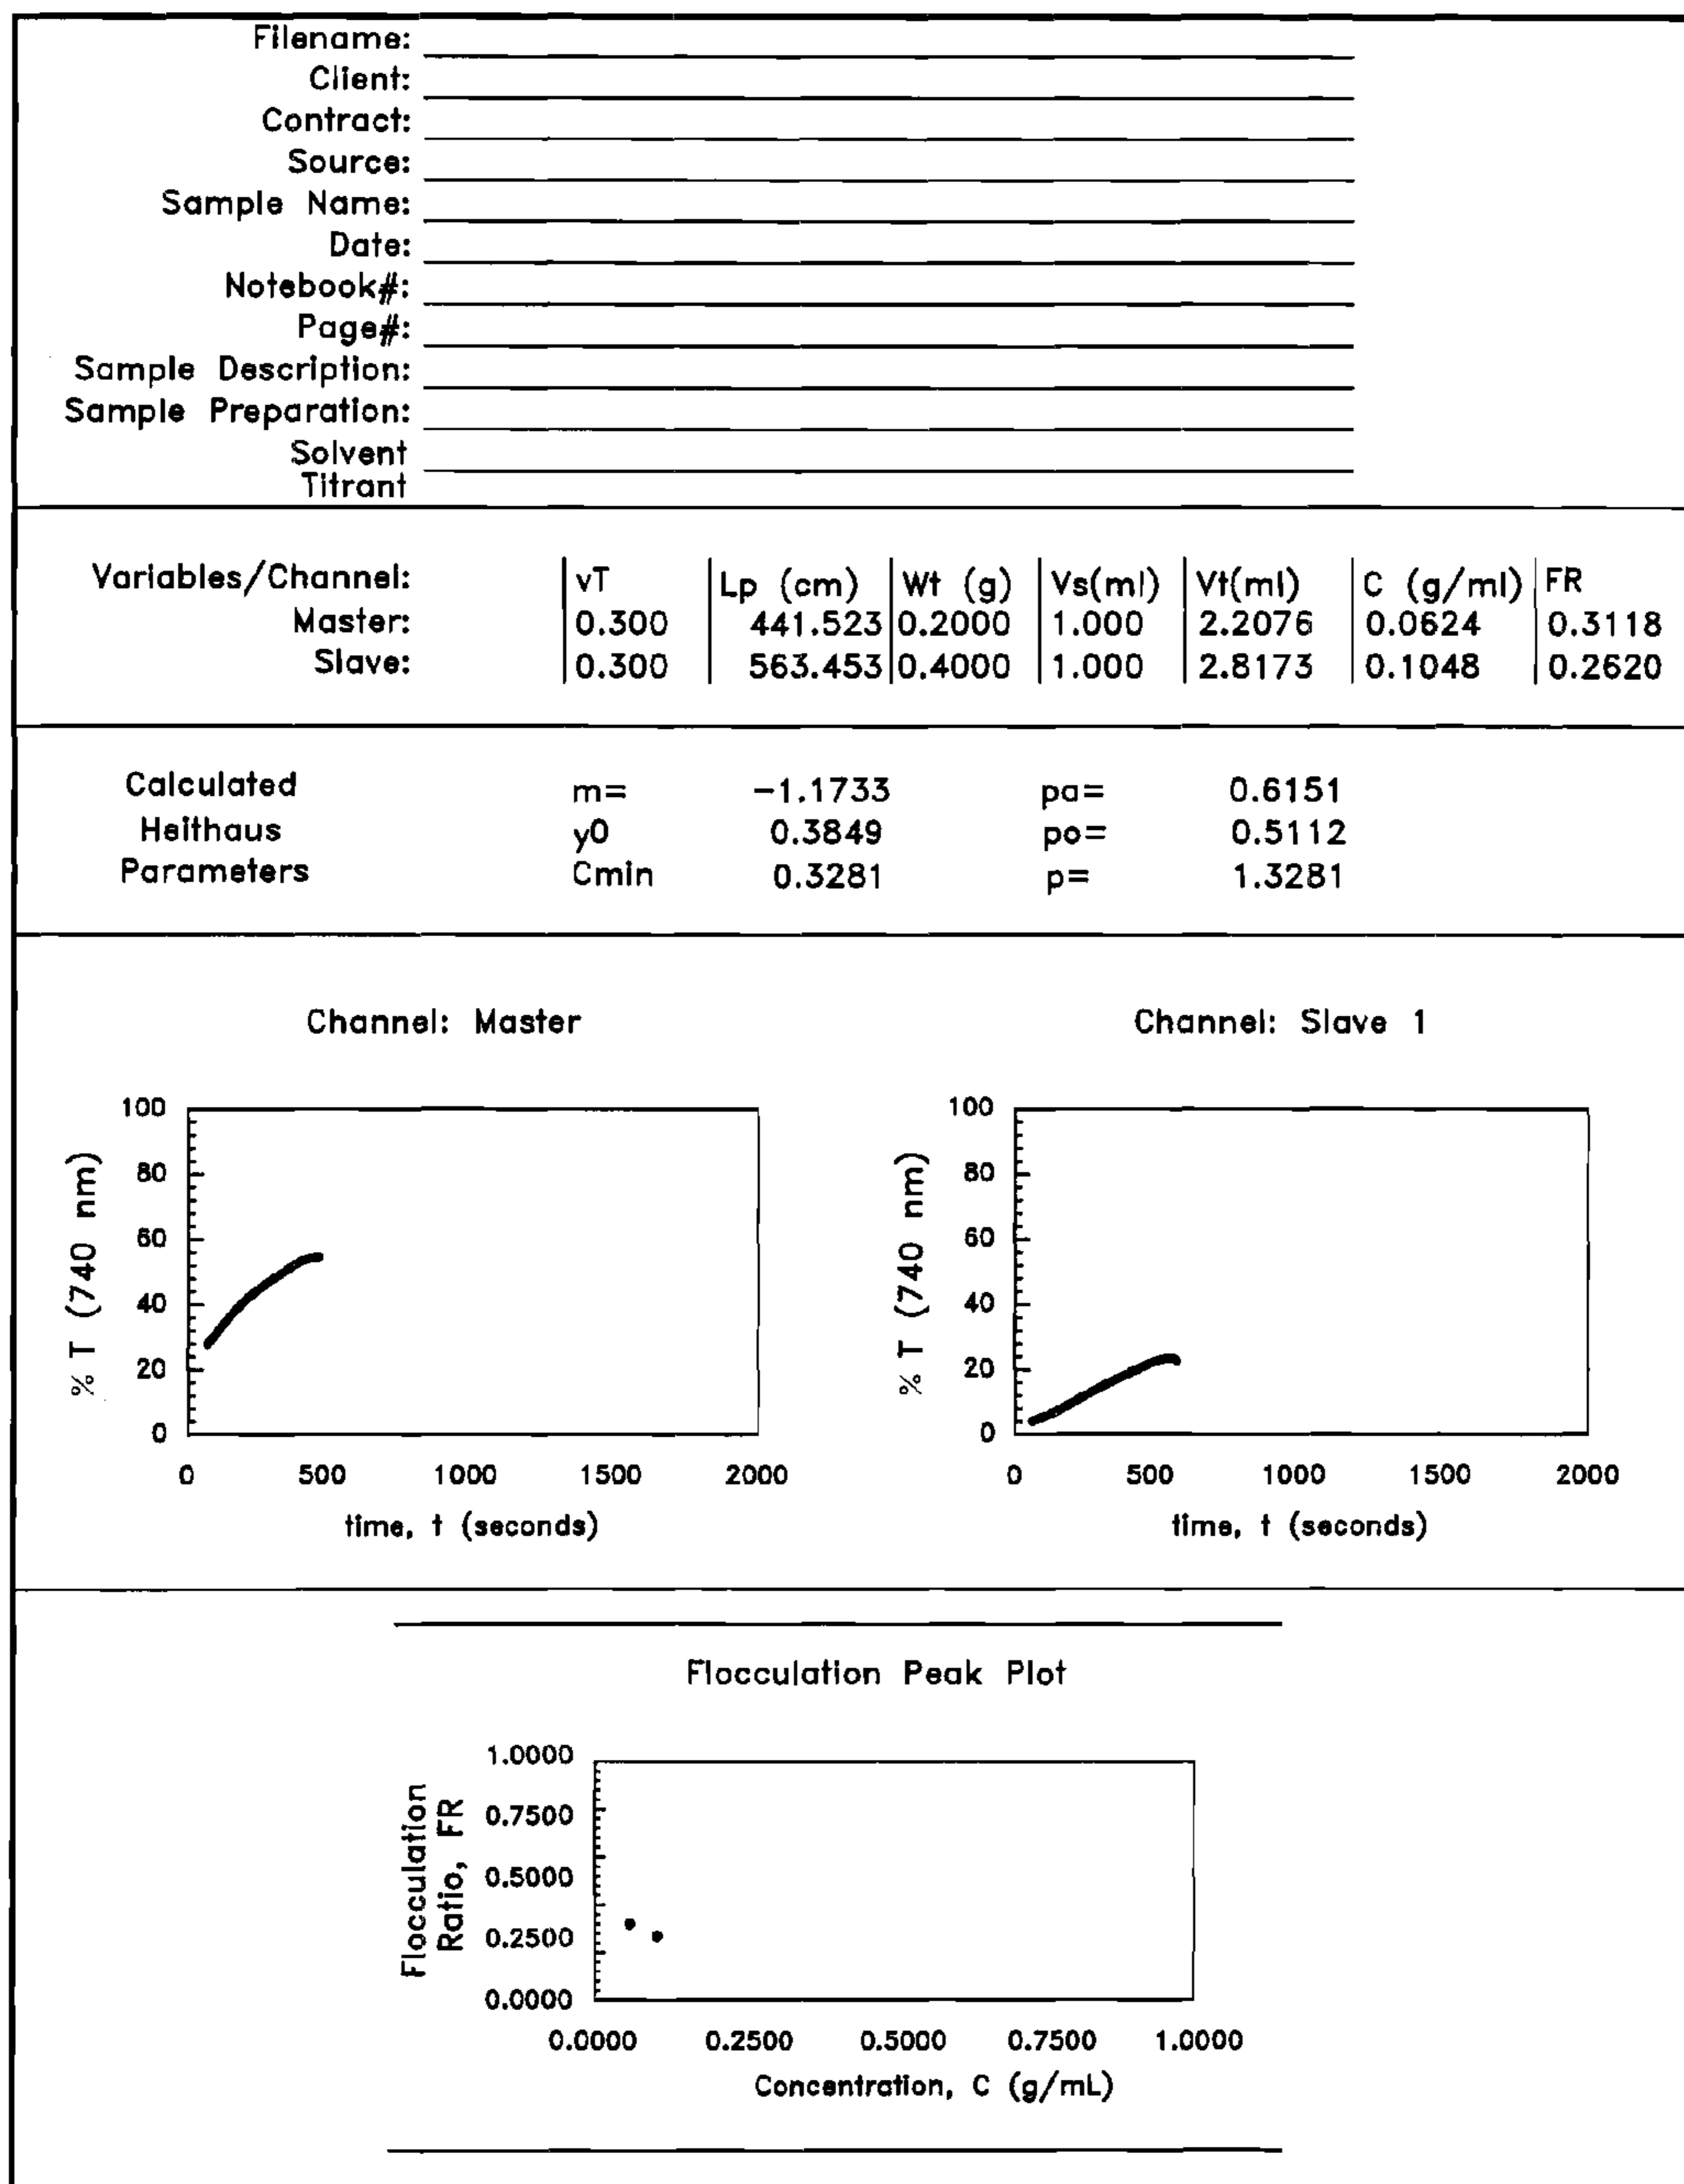 Filename:
Client:
Contract:
Source:
Sample Name:
Date:
Notebook#:
Page#:
Sample Description:
Sample Preparation:
Solvent
Titrant
Variables/Channel: vT Lp (cm) Wt (g) Vs(ml) Vt(ml) C (g/ml) FR
Master: 0.300 441.523 0.2000 1.000 2.2076 0.0624 0.3118
Slave: 0.300 563.453 0.4000 1.000 2.8173 0.1048 0.2620
Calculated m= -1.1733 pa= 0.6151
Heithaus y0 0.3849 po= 0.5112
Parameters Cmin 0.3281 p= 1.3281
Channel: Master
100
80
60
40
20
0
% T (740 nm)
0 500 1000 1500 2000
time, t (seconds)
Channel: Slave 1
100
80
60
40
20
0
% T (740 nm)
0 500 1000 1500 2000
time, t (seconds)
Flocculation Peak Plot
1.0000
0.7500
0.5000
0.2500
0.0000
Flocculation
Ratio, FR
0.0000 0.2500 0.5000 0.7500 1.0000
Concentration, C (g/mL)